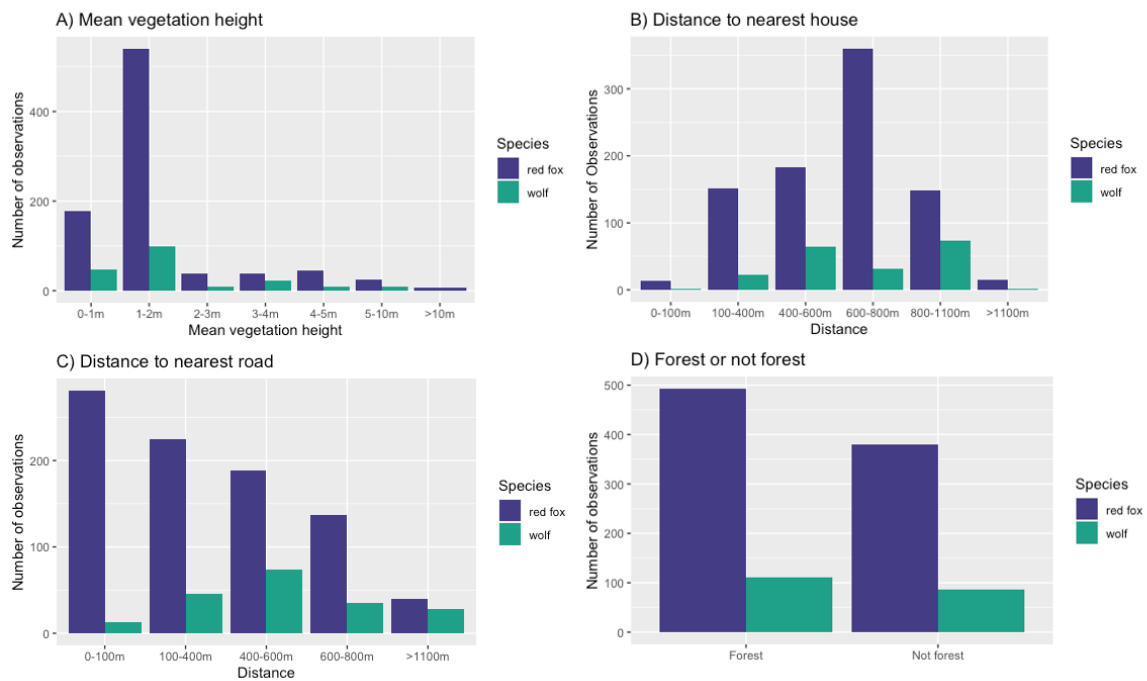 A) Mean vegetation height
Number of observations
400
200
0
0-1m 1-2m 2-3m 3-4m 4-5m 5-10m >10m
Mean vegetation height
Species
red fox
wolf
B) Distance to nearest house
Number of Observations
300
200
100
0
0-100m 100-400m 400-600m 600-800m 800-1100m >1100m
Distance
Species
red fox
wolf
C) Distance to nearest road
Number of observations
200
100
0
0-100m 100-400m 400-600m 600-800m >1100m
Distance
Species
red fox
wolf
D) Forest or not forest
Number of observations
500
400
300
200
100
0
Forest Not forest
Species
red fox
wolf